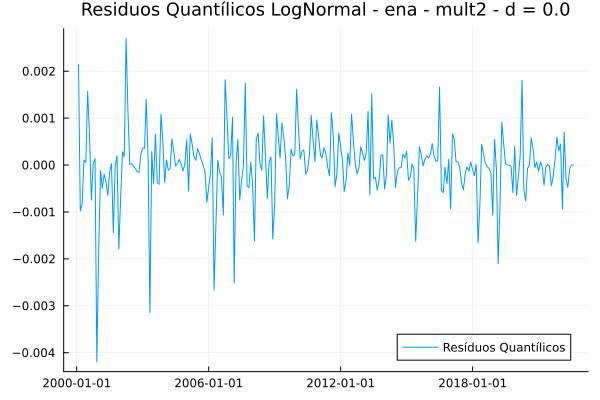 Residuos Quantílicos LogNormal - ena - mult2 - d = 0.0
0.002
0.001
0.000
−0.001
−0.002
−0.003
−0.004
Resíduos Quantílicos
2000-01-01 2006-01-01 2012-01-01 2018-01-01